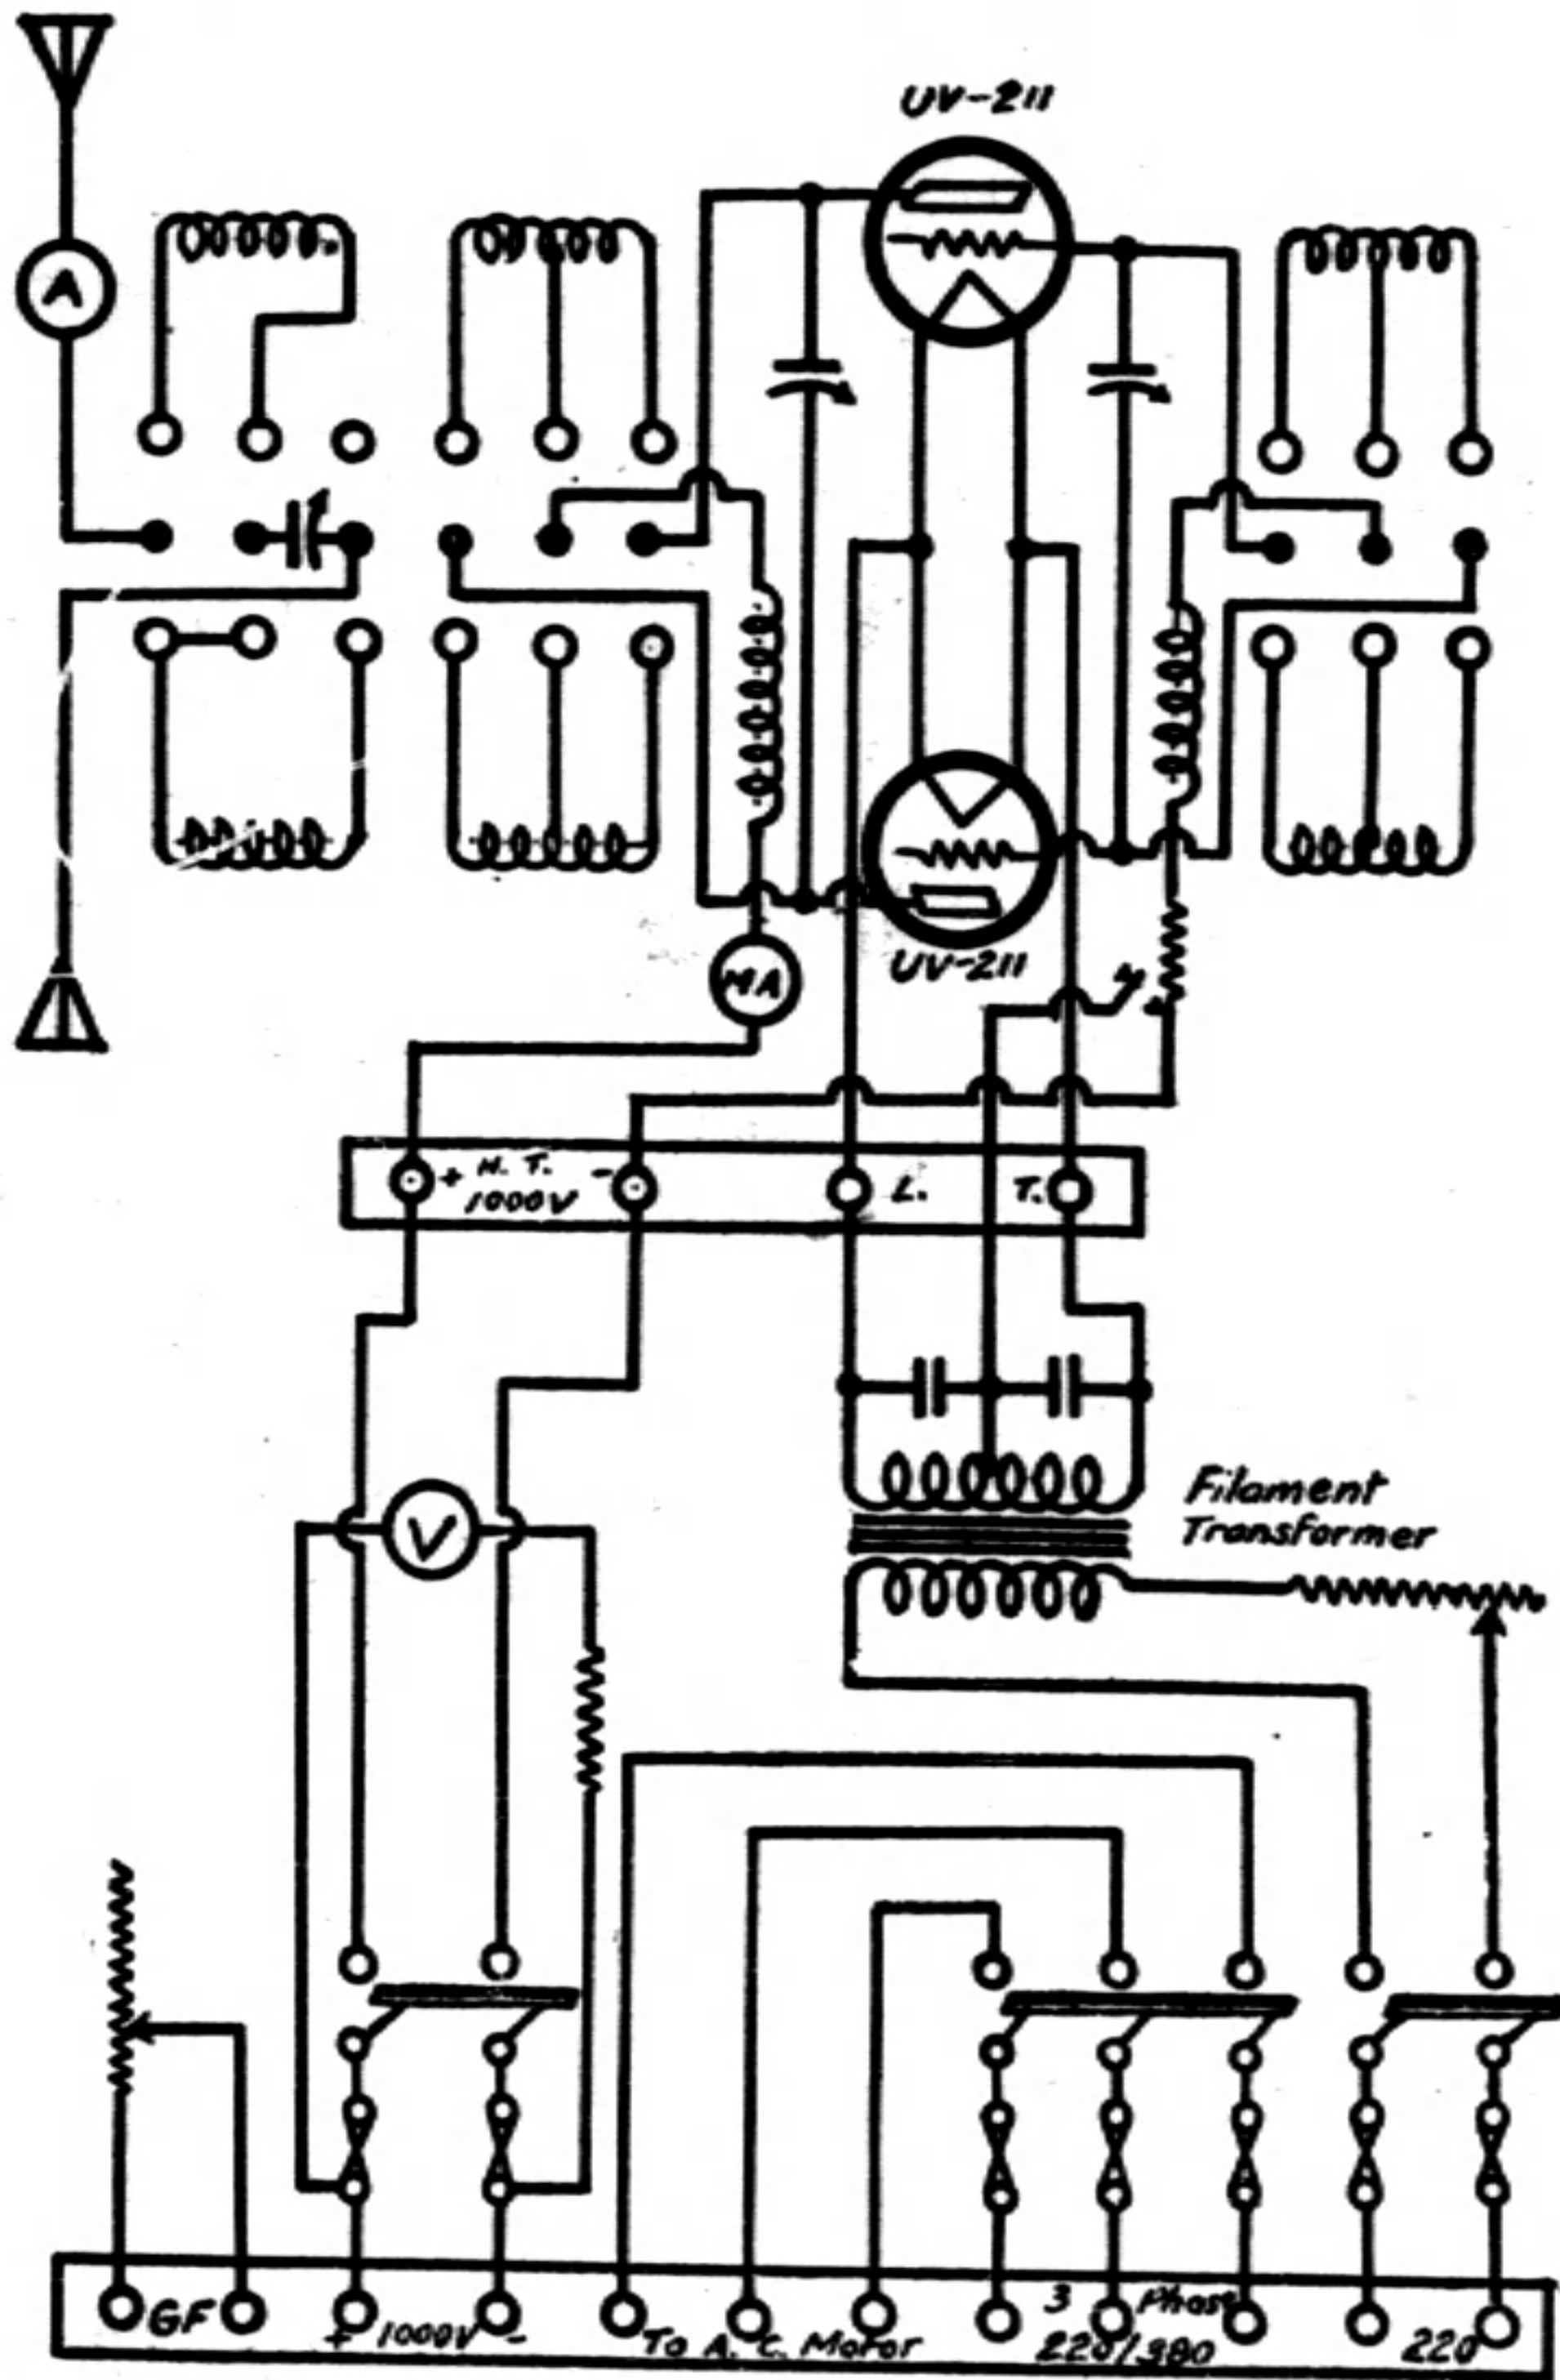 UV-211
A
UV-211
MA
+ H. T. -
1000V
L.
T.
V
Filament
Transformer
GF
+ 1000V -
To A. C. Motor
3 Phase
220/380
220